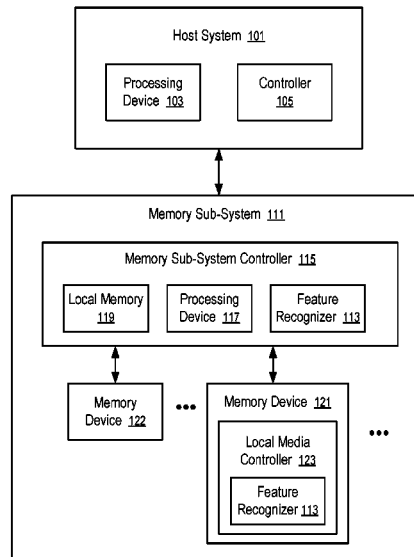 Host System 101
Processing
Device 103
Controller
105
Memory Sub-System 111
Memory Sub-System Controller 115
Local Memory
119
Processing
Device 117
Feature
Recognizer 113
Memory
Device 122
•••
Memory Device 121
Local Media
Controller 123
Feature
Recognizer 113
•••